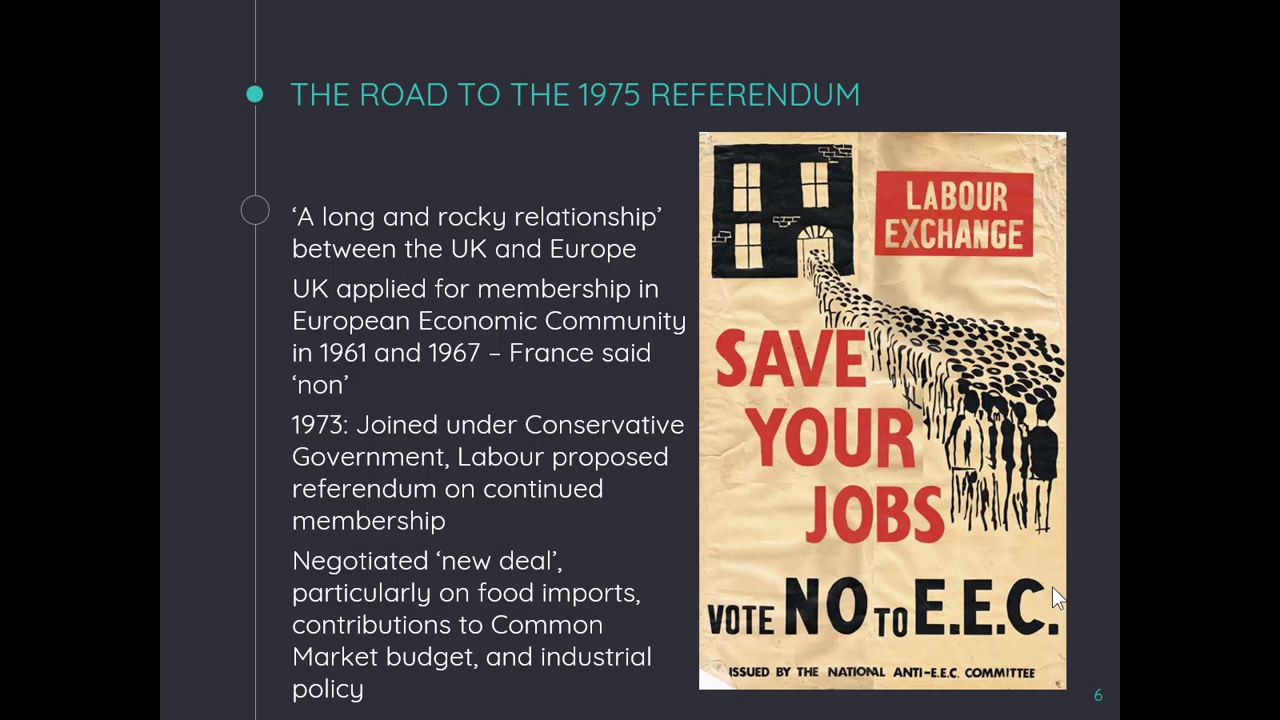 THE ROAD TO THE 1975 REFERENDUM
‘A long and rocky relationship’
between the UK and Europe
UK applied for membership in
European Economic Community
in 1961 and 1967 – France said
‘non’
1973: Joined under Conservative
Government, Labour proposed
referendum on continued
membership
Negotiated ‘new deal’,
particularly on food imports,
contributions to Common
Market budget, and industrial
policy
LABOUR
EXCHANGE
SAVE
YOUR
JOBS
VOTE NO TO E.E.C.
ISSUED BY THE NATIONAL ANTI-E.E.C. COMMITTEE
6